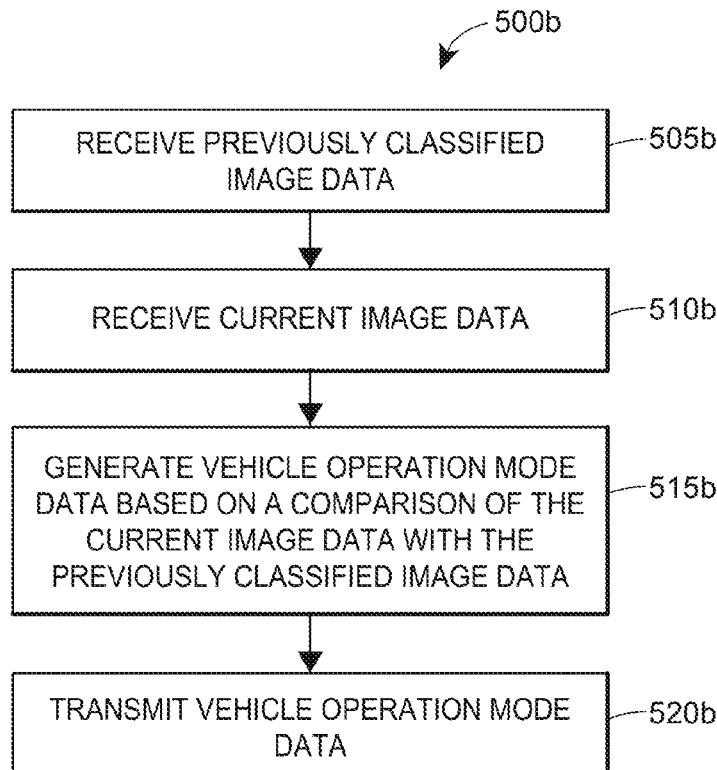 500b
RECEIVE PREVIOUSLY CLASSIFIED
IMAGE DATA
505b
RECEIVE CURRENT IMAGE DATA
510b
GENERATE VEHICLE OPERATION MODE
DATA BASED ON A COMPARISON OF THE
CURRENT IMAGE DATA WITH THE
PREVIOUSLY CLASSIFIED IMAGE DATA
515b
TRANSMIT VEHICLE OPERATION MODE
DATA
520b